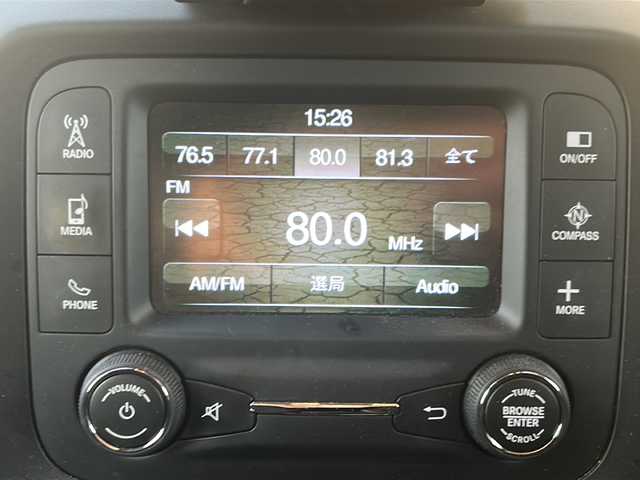 15:26
76.5 77.1 80.0 81.3 全て
FM
80.0 MHz
AM/FM 選局 Audio
RADIO
MEDIA
PHONE
ON/OFF
N
COMPASS
MORE
VOLUME
TUNE
BROWSE
ENTER
SCROLL